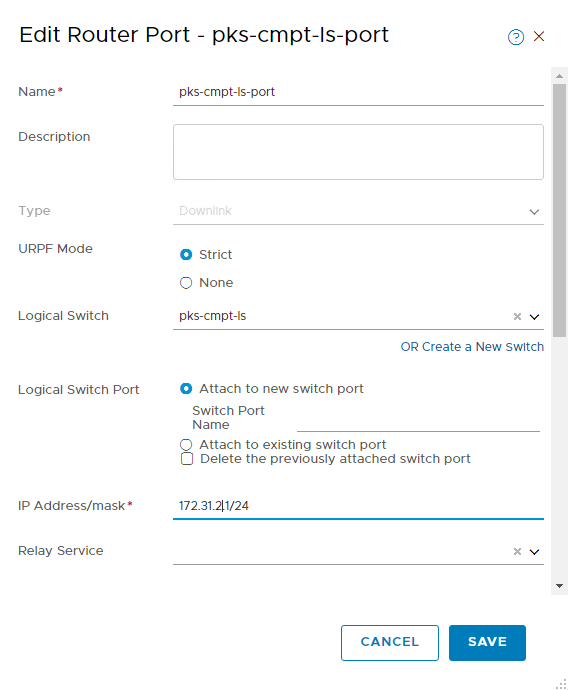 Edit Router Port - pks-cmpt-ls-port
Name*
pks-cmpt-ls-port
Description
Type
Downlink
URPF Mode
Strict
None
Logical Switch
pks-cmpt-ls
OR Create a New Switch
Logical Switch Port
Attach to new switch port
Switch Port
Name
Attach to existing switch port
Delete the previously attached switch port
IP Address/mask*
172.31.2.1/24
Relay Service
CANCEL
SAVE